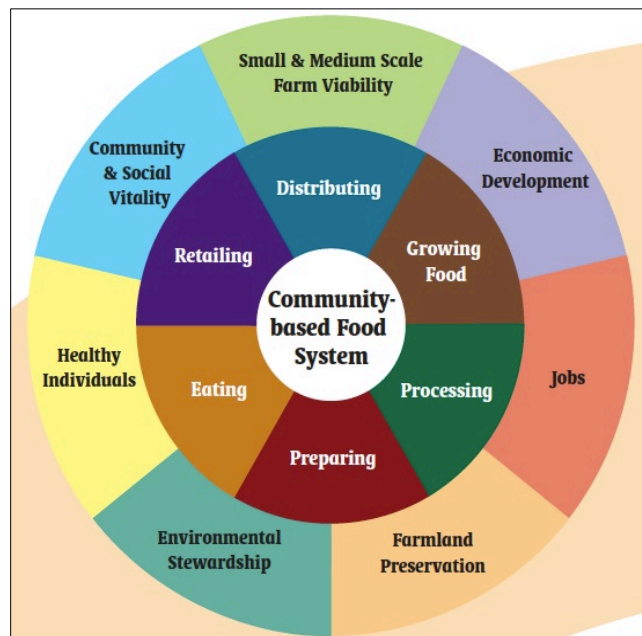 Small & Medium Scale
Farm Viability
Economic
Development
Jobs
Farmland
Preservation
Environmental
Stewardship
Healthy
Individuals
Community
& Social
Vitality
Distributing
Growing
Food
Processing
Preparing
Eating
Retailing
Community-
based Food
System